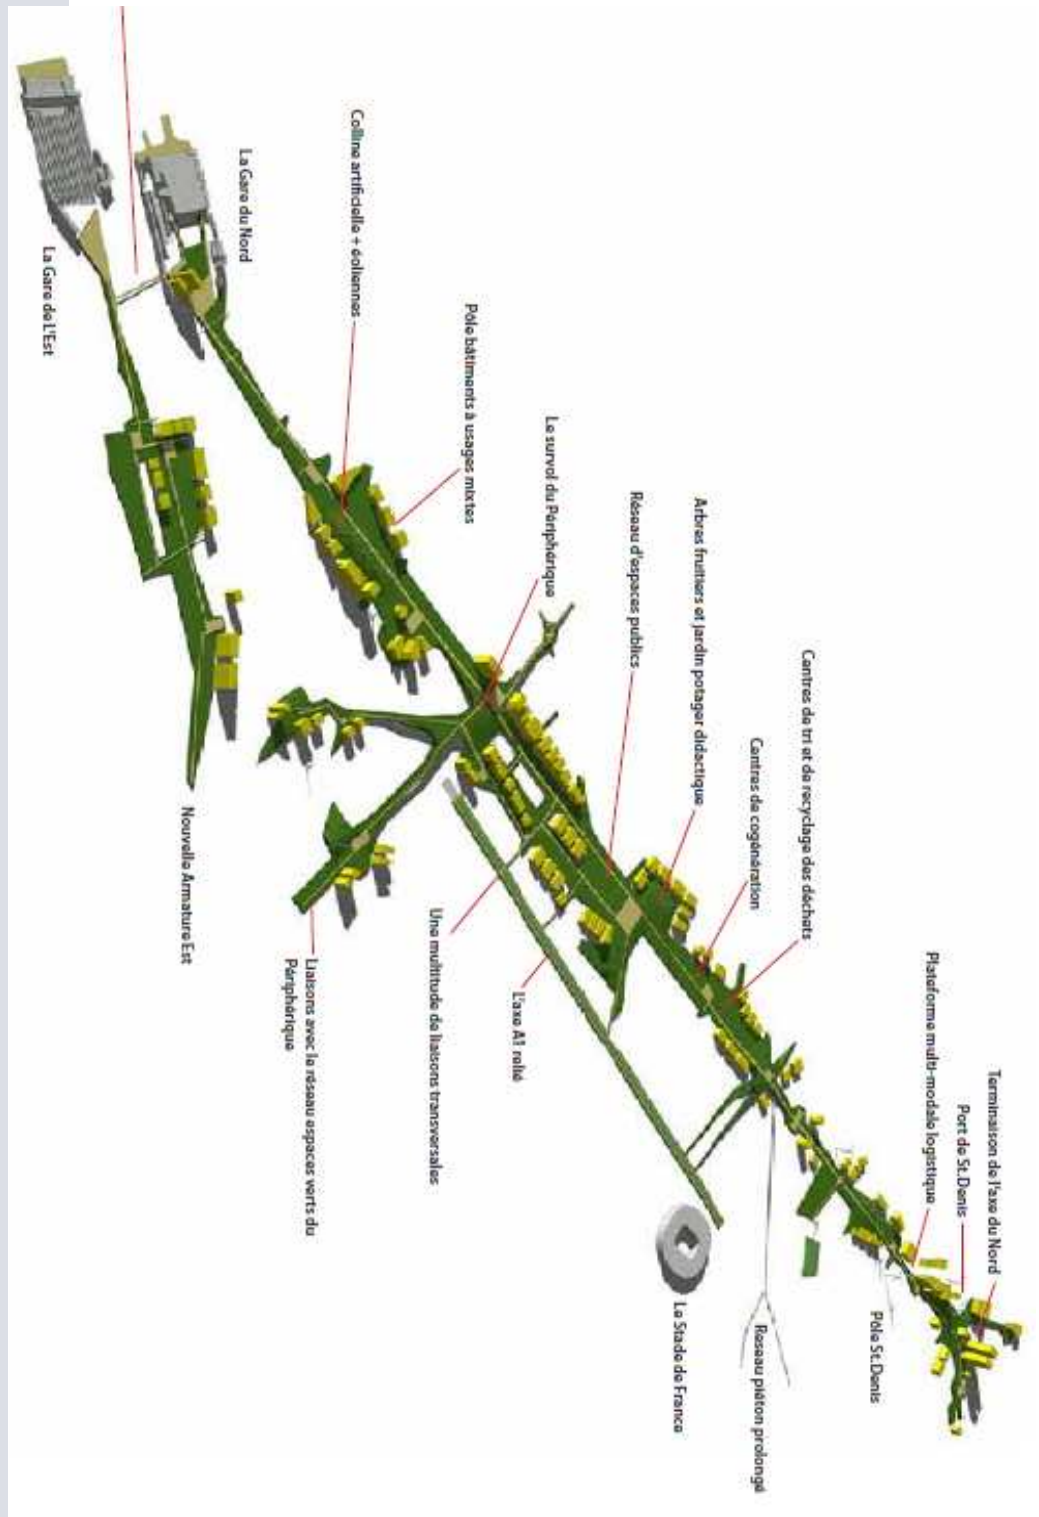 Terminaison de l'axe du Nord
Port de St.Denis
Plateforme multi-modale logistique
Pôle St.Denis
Centres de tri et de recyclage des déchets
Centres de cogénération
Reseau piéton prolongé
Arbres fruitiers et jardin potager didactique
Le Stade de France
Réseau d'espaces publics
Le survol du Périphérique
L'axe A1 relié
Pôle bâtiments à usages mixtes
Une multitude de liaisons transversales
Colline artificielle + éoliennes
Liaisons avec le réseau espaces verts du
Périphérique
La Gare du Nord
Nouvelle Armature Est
La Gare de L'Est